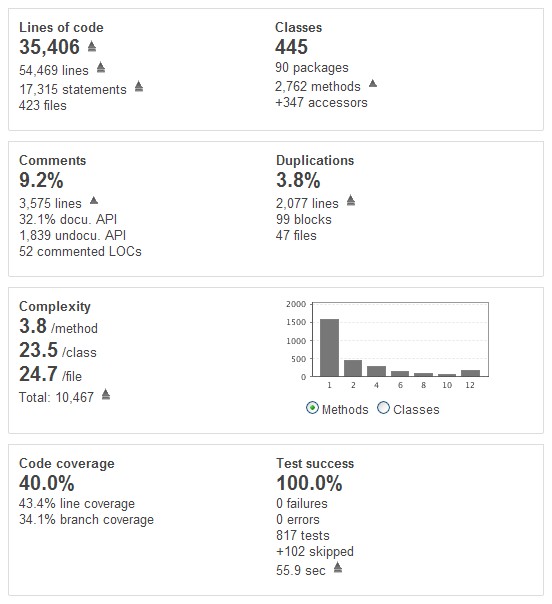 Lines of code
35,406
54,469 lines
17,315 statements
423 files
Classes
445
90 packages
2,762 methods
+347 accessors
Comments
9.2%
3,575 lines
32.1% docu. API
1,839 undocu. API
52 commented LOCs
Duplications
3.8%
2,077 lines
99 blocks
47 files
Complexity
3.8 /method
23.5 /class
24.7 /file
Total: 10,467
2000
1500
1000
500
0
1 2 4 6 8 10 12
Methods Classes
Code coverage
40.0%
43.4% line coverage
34.1% branch coverage
Test success
100.0%
0 failures
0 errors
817 tests
+102 skipped
55.9 sec